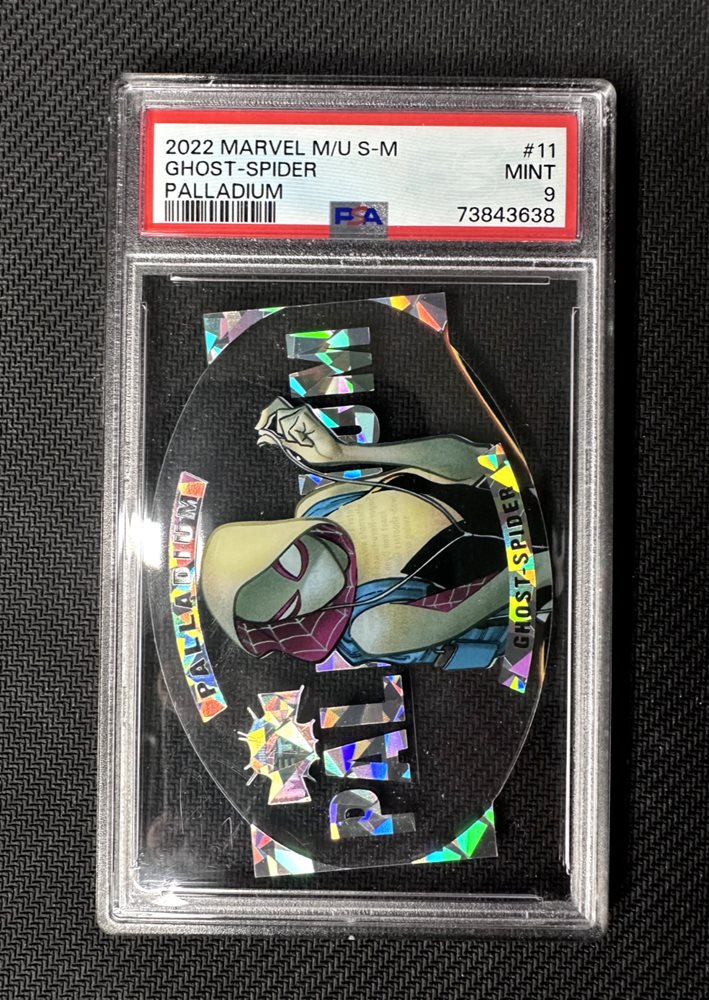 2022 MARVEL M/U S-M #11
GHOST-SPIDER MINT
PALLADIUM 9
PSA 73843638
PALLADIUM
PALLADIUM
GHOST-SPIDER